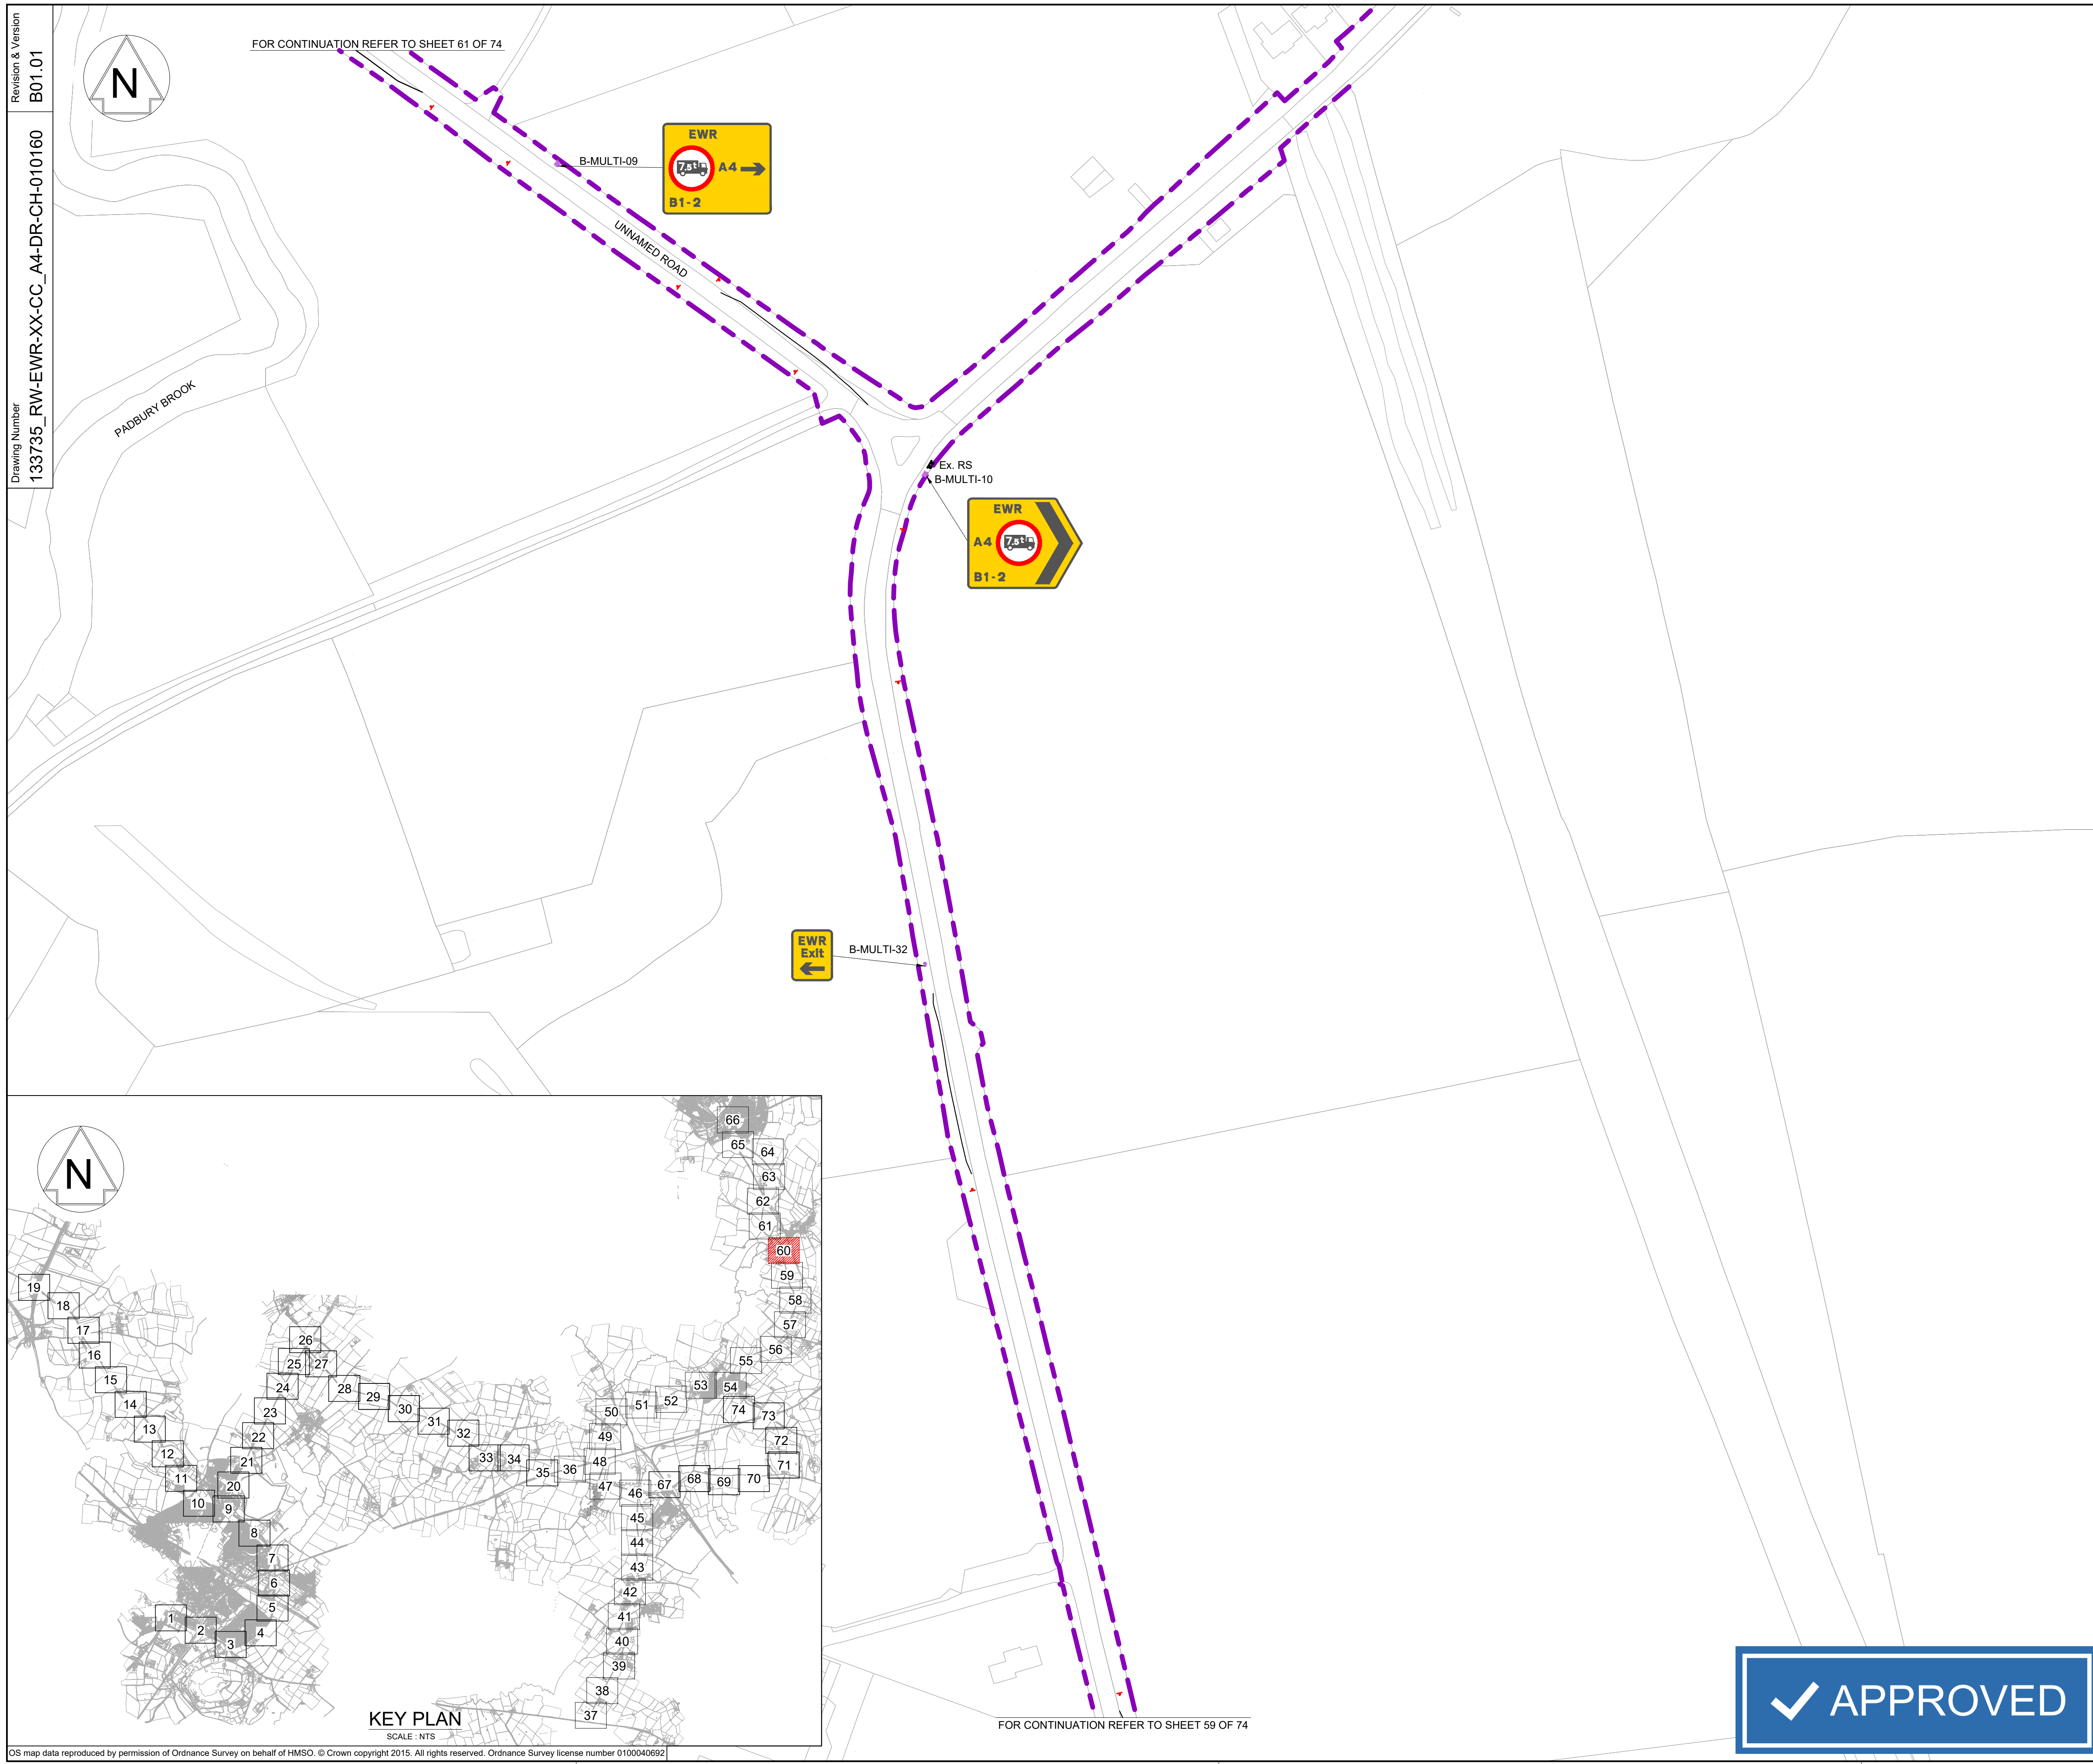 Revision & Version
B01.01
Drawing Number
133735_RW-EWR-XX-CC_A4-DR-CH-010160
N
FOR CONTINUATION REFER TO SHEET 61 OF 74
B-MULTI-09
EWR
7.5t
A4
B1-2
UNNAMED ROAD
PADBURY BROOK
Ex. RS
B-MULTI-10
EWR
A4
7.5t
B1-2
EWR
Exit
B-MULTI-32
N
66
65
64
63
62
61
60
59
58
57
56
55
54
53
52
51
50
49
48
47
46
45
44
43
42
41
40
39
38
37
74
73
72
71
70
69
68
67
36
35
34
33
32
31
30
29
28
27
26
25
24
23
22
21
20
19
18
17
16
15
14
13
12
11
10
9
8
7
6
5
4
3
2
1
KEY PLAN
SCALE : NTS
FOR CONTINUATION REFER TO SHEET 59 OF 74
APPROVED
OS map data reproduced by permission of Ordnance Survey on behalf of HMSO. © Crown copyright 2015. All rights reserved. Ordnance Survey license number 0100040692